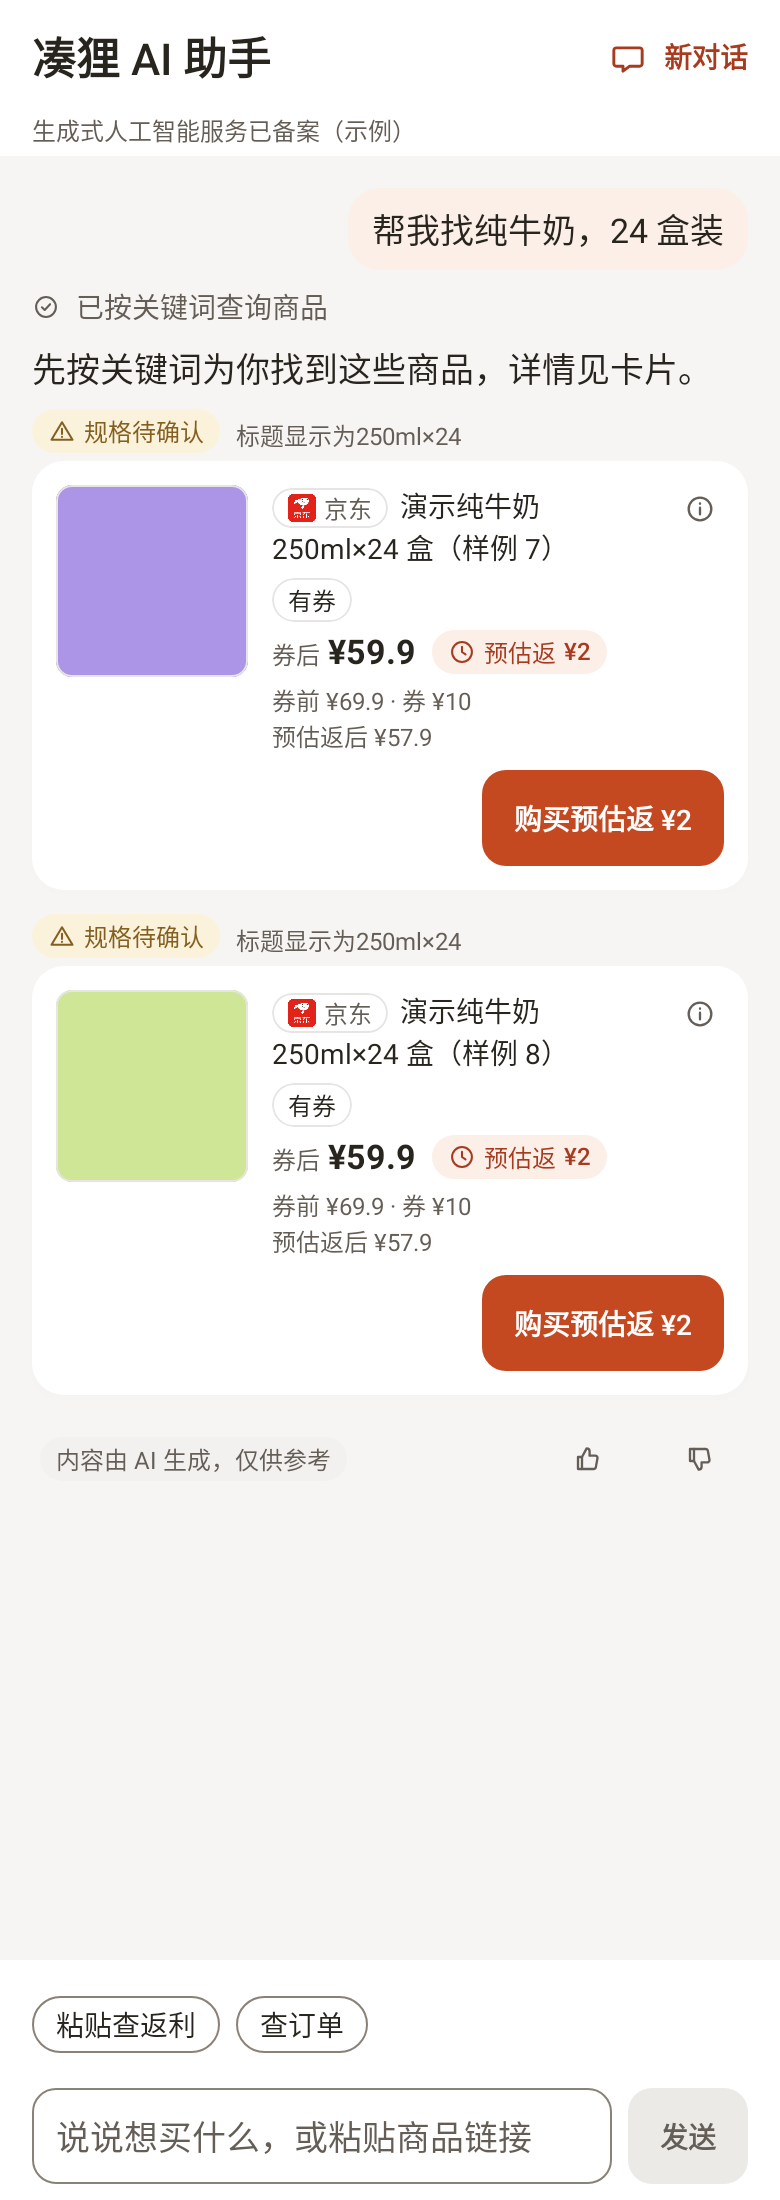 凑狸 AI 助手
新对话
生成式人工智能服务已备案（示例）
帮我找纯牛奶，24 盒装
已按关键词查询商品
先按关键词为你找到这些商品，详情见卡片。
规格待确认 标题显示为250ml×24
京东 京东 演示纯牛奶
250ml×24 盒（样例 7）
有券
券后 ¥59.9 预估返 ¥2
券前 ¥69.9 · 券 ¥10
预估返后 ¥57.9
购买预估返 ¥2
规格待确认 标题显示为250ml×24
京东 京东 演示纯牛奶
250ml×24 盒（样例 8）
有券
券后 ¥59.9 预估返 ¥2
券前 ¥69.9 · 券 ¥10
预估返后 ¥57.9
购买预估返 ¥2
内容由 AI 生成，仅供参考
粘贴查返利 查订单
说说想买什么，或粘贴商品链接 发送